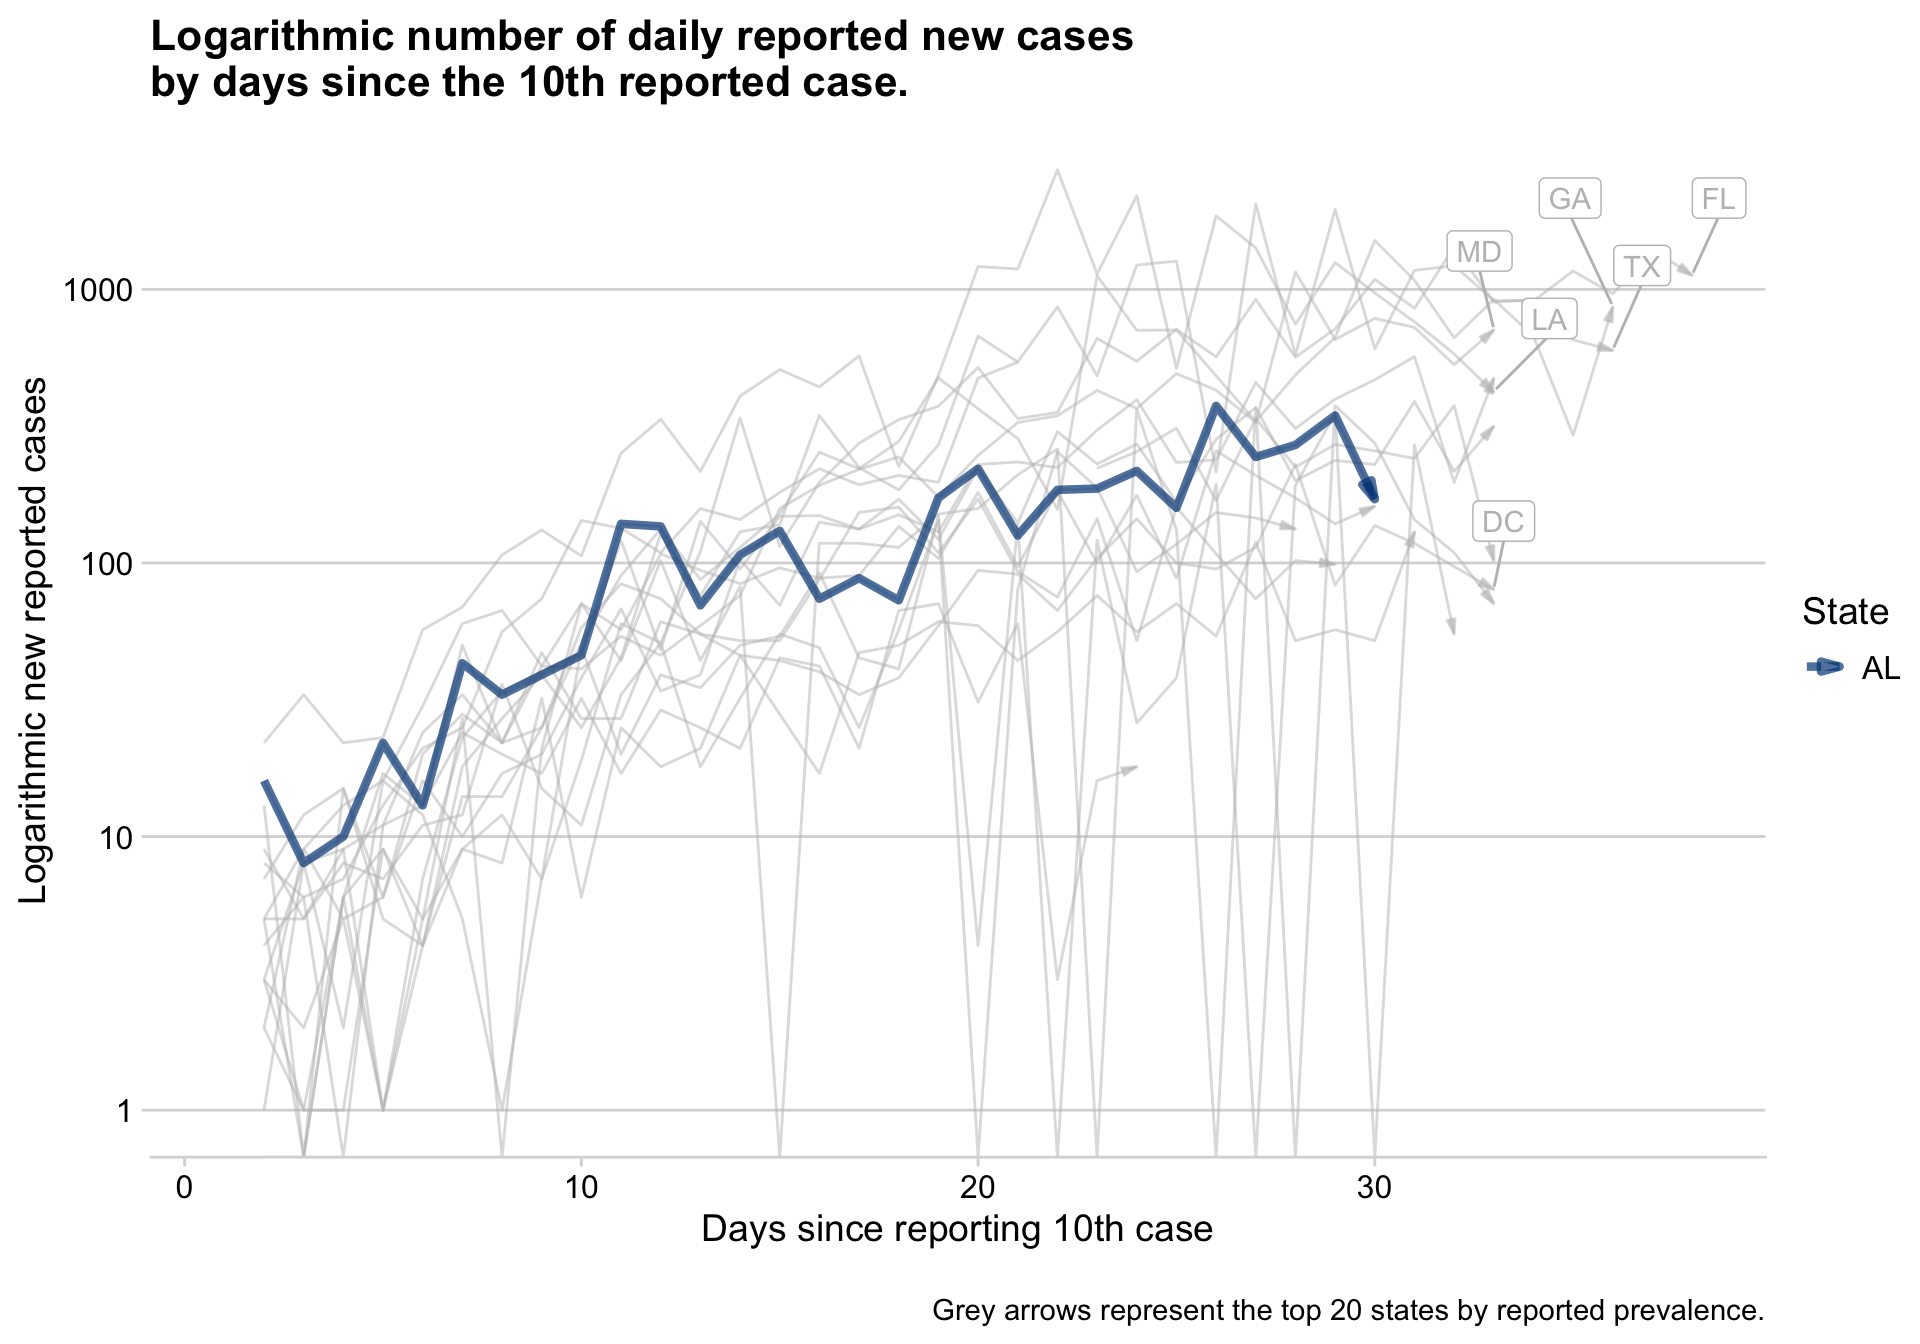 Logarithmic number of daily reported new cases
by days since the 10th reported case.
GA
FL
MD
TX
1000
LA
Logarithmic new reported cases
DC
100
State
AL
10
1
0
10
20
30
Days since reporting 10th case
Grey arrows represent the top 20 states by reported prevalence.